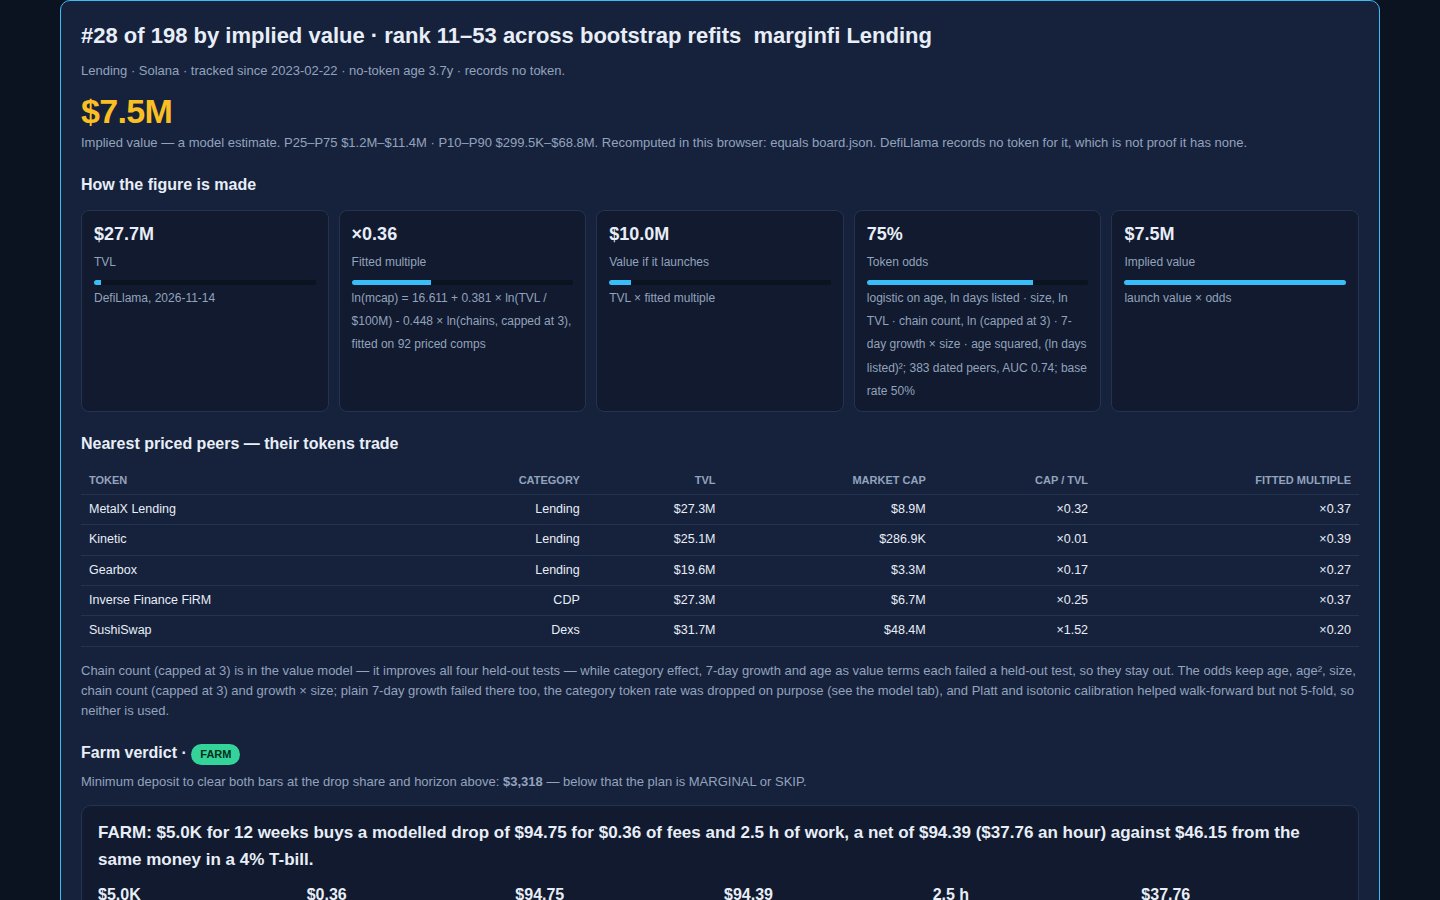 #28 of 198 by implied value · rank 11–53 across bootstrap refits  marginfi Lending
Lending · Solana · tracked since 2023-02-22 · no-token age 3.7y · records no token.
$7.5M
Implied value — a model estimate. P25–P75 $1.2M–$11.4M · P10–P90 $299.5K–$68.8M. Recomputed in this browser: equals board.json. DefiLlama records no token for it, which is not proof it has none.
How the figure is made
$27.7M
TVL
DefiLlama, 2026-11-14
×0.36
Fitted multiple
ln(mcap) = 16.611 + 0.381 × ln(TVL /
$100M) - 0.448 × ln(chains, capped at 3),
fitted on 92 priced comps
$10.0M
Value if it launches
TVL × fitted multiple
75%
Token odds
logistic on age, ln days listed · size, ln
TVL · chain count, ln (capped at 3) · 7-
day growth × size · age squared, (ln days
listed)²; 383 dated peers, AUC 0.74; base
rate 50%
$7.5M
Implied value
launch value × odds
Nearest priced peers — their tokens trade
TOKEN CATEGORY TVL MARKET CAP CAP / TVL FITTED MULTIPLE
MetalX Lending Lending $27.3M $8.9M ×0.32 ×0.37
Kinetic Lending $25.1M $286.9K ×0.01 ×0.39
Gearbox Lending $19.6M $3.3M ×0.17 ×0.27
Inverse Finance FiRM CDP $27.3M $6.7M ×0.25 ×0.37
SushiSwap Dexs $31.7M $48.4M ×1.52 ×0.20
Chain count (capped at 3) is in the value model — it improves all four held-out tests — while category effect, 7-day growth and age as value terms each failed a held-out test, so they stay out. The odds keep age, age², size,
chain count (capped at 3) and growth × size; plain 7-day growth failed there too, the category token rate was dropped on purpose (see the model tab), and Platt and isotonic calibration helped walk-forward but not 5-fold, so
neither is used.
Farm verdict · FARM
Minimum deposit to clear both bars at the drop share and horizon above: $3,318 — below that the plan is MARGINAL or SKIP.
FARM: $5.0K for 12 weeks buys a modelled drop of $94.75 for $0.36 of fees and 2.5 h of work, a net of $94.39 ($37.76 an hour) against $46.15 from the
same money in a 4% T-bill.
$5.0K $0.36 $94.75 $94.39 2.5 h $37.76